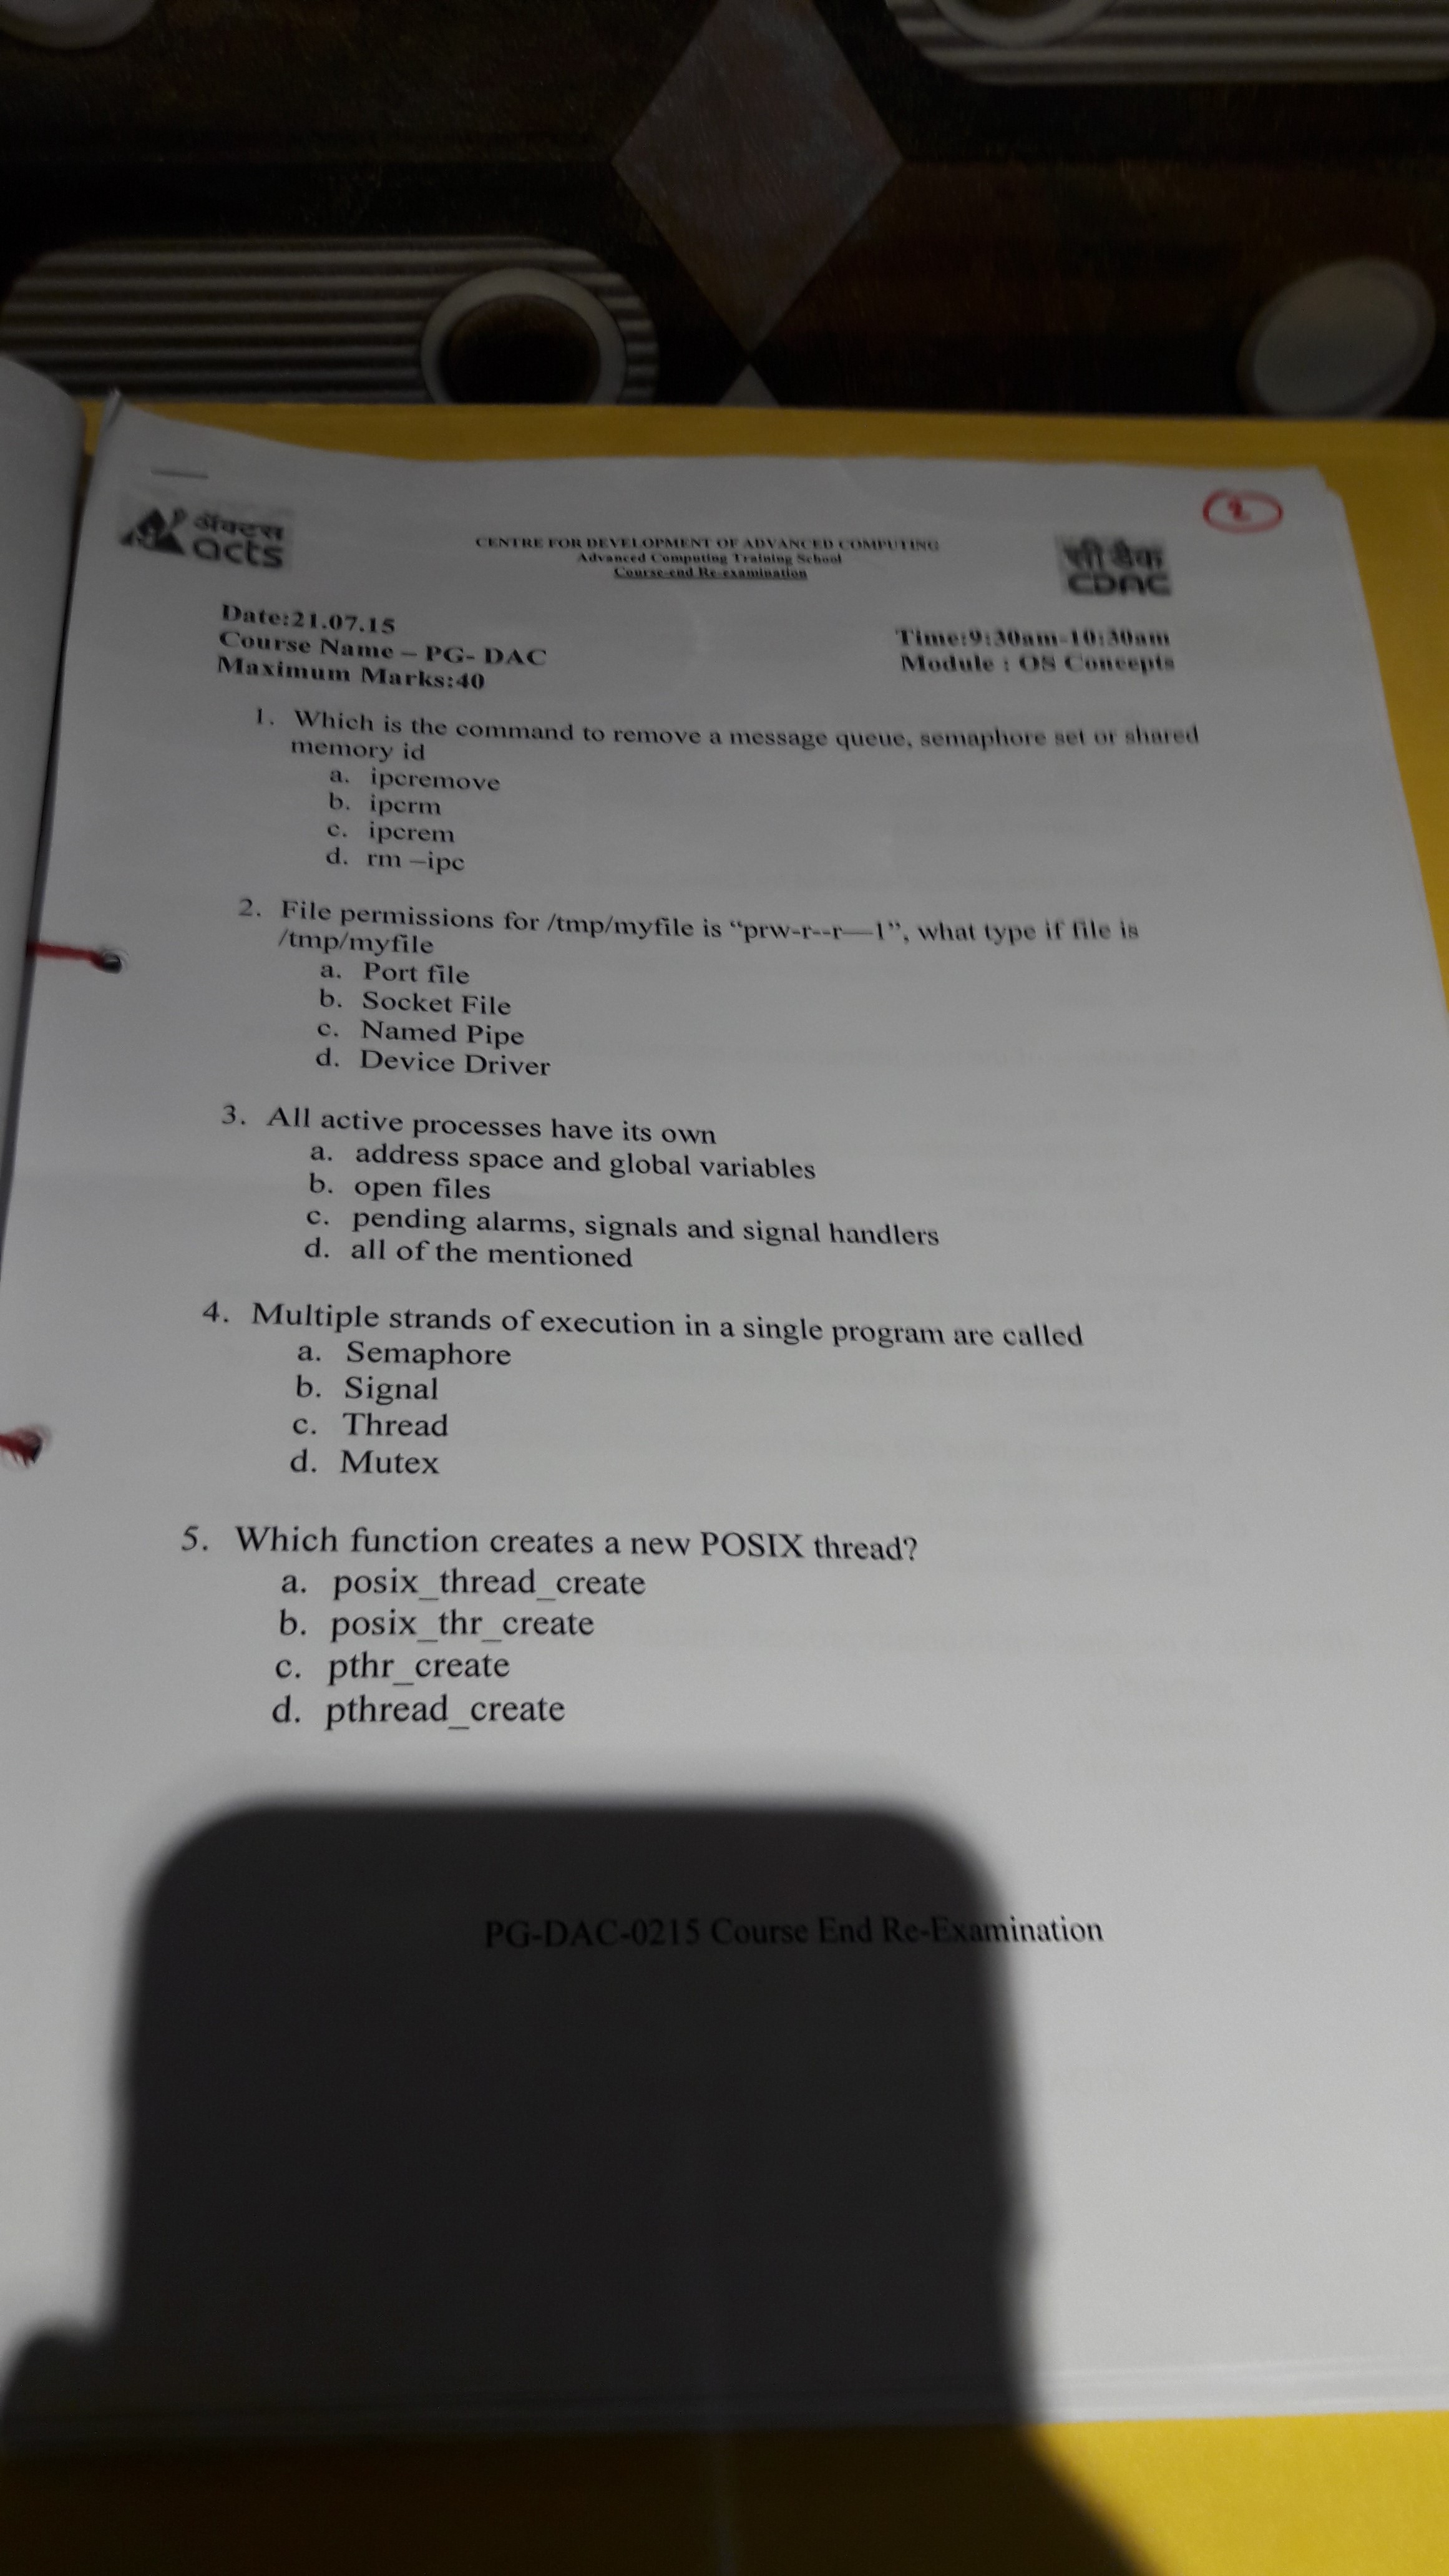 अ‍ॅक्टस
acts
CENTRE FOR DEVELOPMENT OF ADVANCED COMPUTING
Advanced Computing Training School
Course-end Re-examination
सी डैक
CDAC
2
Date:21.07.15
Time:9:30am-10:30am
Course Name – PG- DAC
Module : OS Concepts
Maximum Marks:40
1. Which is the command to remove a message queue, semaphore set or shared
memory id
a. ipcremove
b. ipcrm
c. ipcrem
d. rm –ipc
2. File permissions for /tmp/myfile is “prw-r--r—1”, what type if file is
/tmp/myfile
a. Port file
b. Socket File
c. Named Pipe
d. Device Driver
3. All active processes have its own
a. address space and global variables
b. open files
c. pending alarms, signals and signal handlers
d. all of the mentioned
4. Multiple strands of execution in a single program are called
a. Semaphore
b. Signal
c. Thread
d. Mutex
5. Which function creates a new POSIX thread?
a. posix_thread_create
b. posix_thr_create
c. pthr_create
d. pthread_create
PG-DAC-0215 Course End Re-Examination